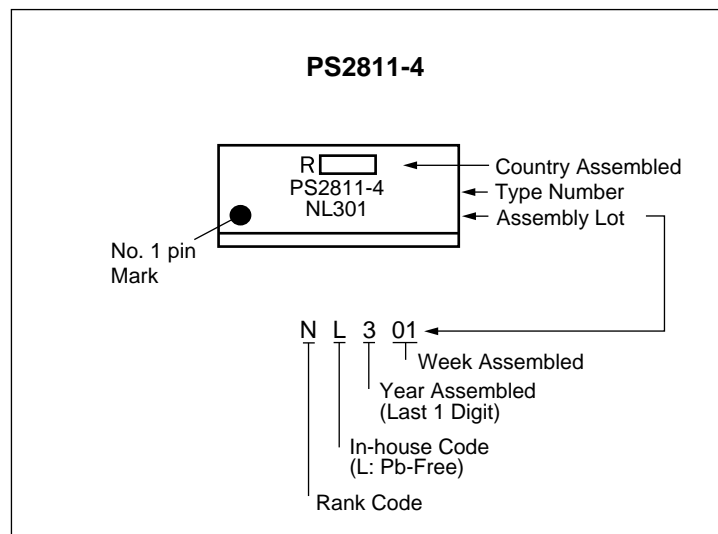 PS2811-4
R
PS2811-4
NL301
Country Assembled
Type Number
Assembly Lot
No. 1 pin
Mark
N L 3 01
Week Assembled
Year Assembled
(Last 1 Digit)
In-house Code
(L: Pb-Free)
Rank Code